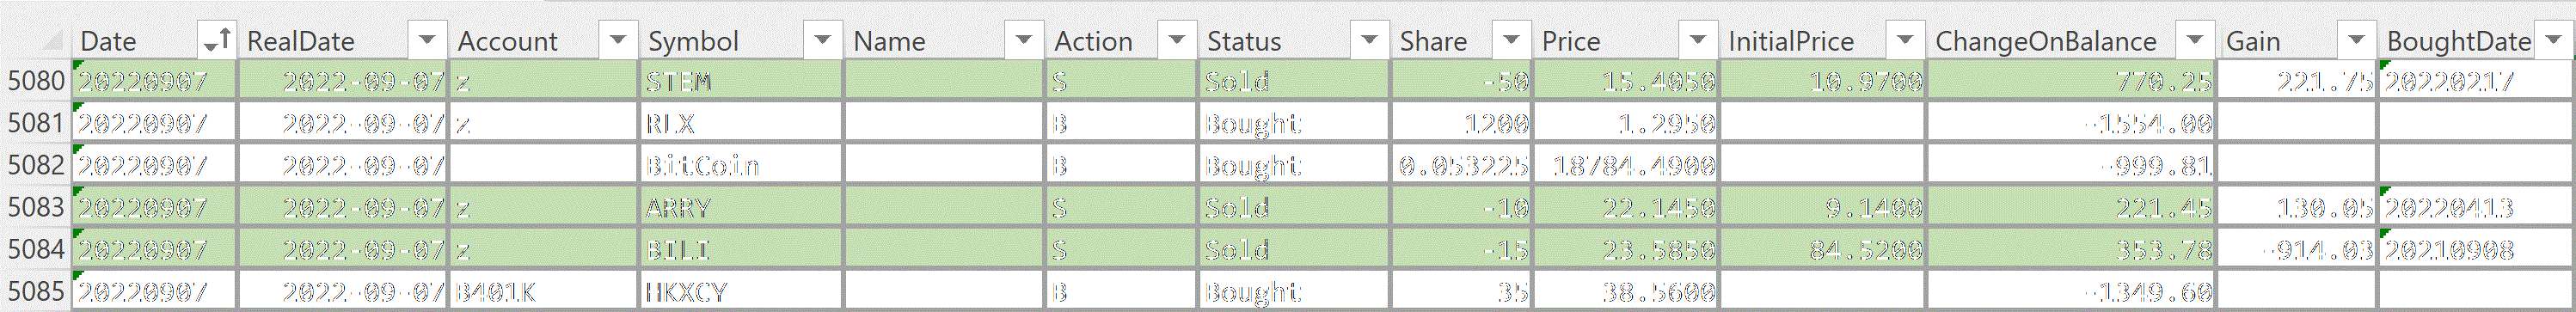 Date RealDate Account Symbol Name Action Status Share Price InitialPrice ChangeOnBalance Gain BoughtDate
5080 20220907 2022-09-07 z STEM S Sold -50 15.4050 10.9700 770.25 221.75 20220217
5081 20220907 2022-09-07 z RLX B Bought 1200 1.2950 -1554.00
5082 20220907 2022-09-07 BitCoin B Bought 0.053225 18784.4900 -999.81
5083 20220907 2022-09-07 z ARRY S Sold -10 22.1450 9.1400 221.45 130.05 20220413
5084 20220907 2022-09-07 z BILI S Sold -15 23.5850 84.5200 353.78 -914.03 20210908
5085 20220907 2022-09-07 B401K HKXCY B Bought 35 38.5600 -1349.60